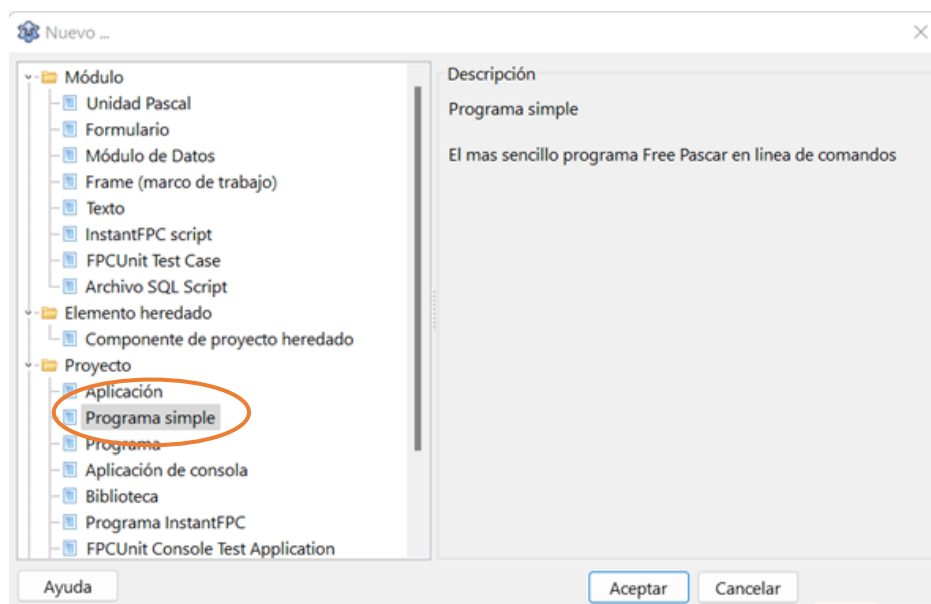 Nuevo ...
Módulo
Unidad Pascal
Formulario
Módulo de Datos
Frame (marco de trabajo)
Texto
InstantFPC script
FPCUnit Test Case
Archivo SQL Script
Elemento heredado
Componente de proyecto heredado
Proyecto
Aplicación
Programa simple
Programa
Aplicación de consola
Biblioteca
Programa InstantFPC
FPCUnit Console Test Application
Descripción
Programa simple
El mas sencillo programa Free Pascar en linea de comandos
Ayuda
Aceptar
Cancelar